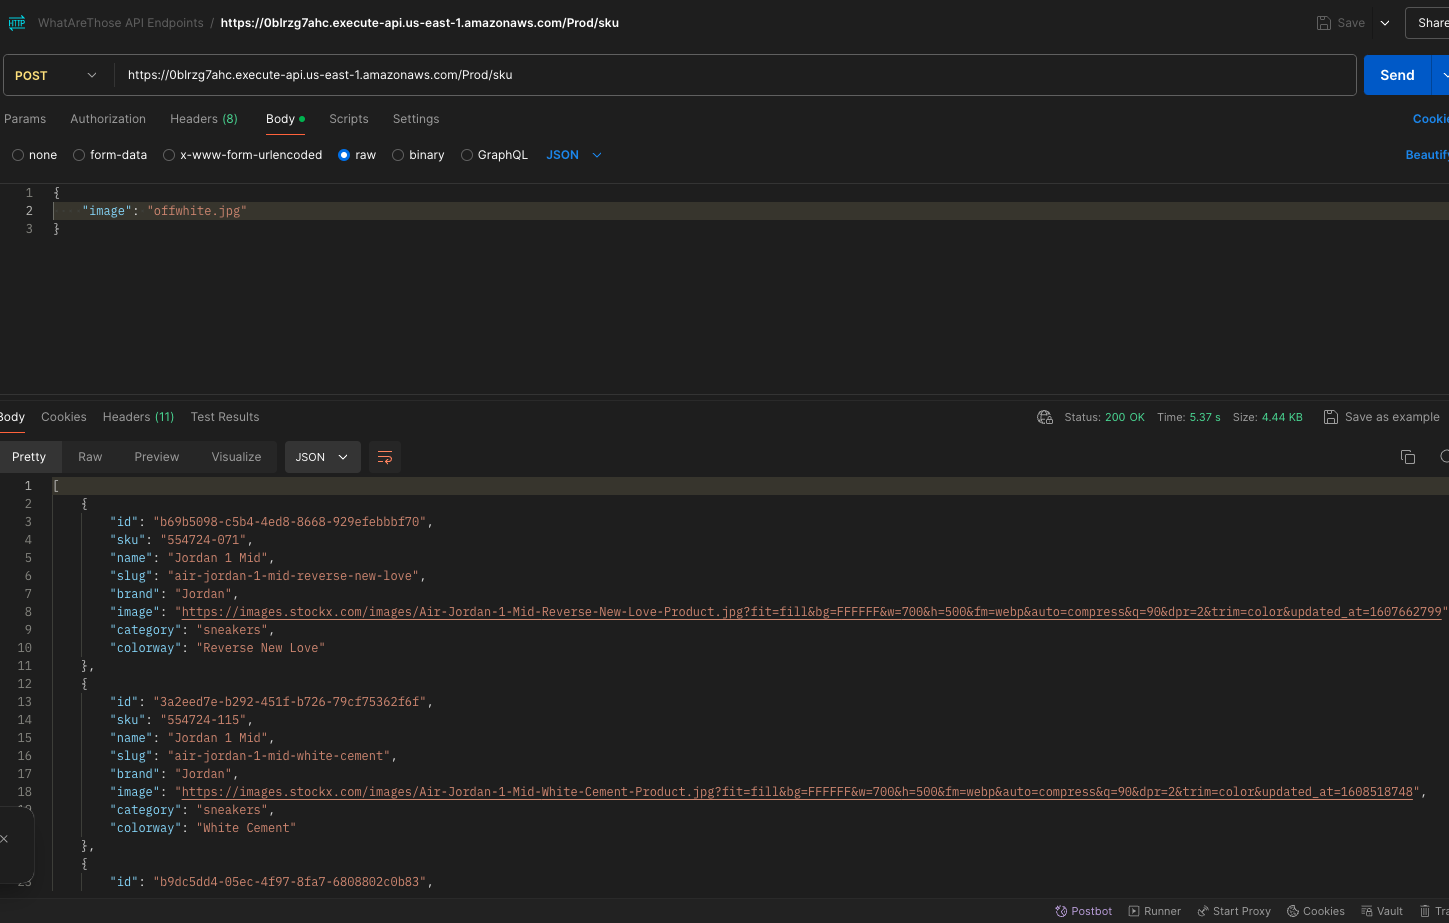 HTTP WhatAreThose API Endpoints / https://0blrzg7ahc.execute-api.us-east-1.amazonaws.com/Prod/sku Save Share
POST https://0blrzg7ahc.execute-api.us-east-1.amazonaws.com/Prod/sku Send
Params Authorization Headers (8) Body Scripts Settings Cookie
none form-data x-www-form-urlencoded raw binary GraphQL JSON Beautify
1 {
2 "image": "offwhite.jpg"
3 }
Body Cookies Headers (11) Test Results Status: 200 OK Time: 5.37 s Size: 4.44 KB Save as example
Pretty Raw Preview Visualize JSON
1 [
2 {
3 "id": "b69b5098-c5b4-4ed8-8668-929efebbbf70",
4 "sku": "554724-071",
5 "name": "Jordan 1 Mid",
6 "slug": "air-jordan-1-mid-reverse-new-love",
7 "brand": "Jordan",
8 "image": "https://images.stockx.com/images/Air-Jordan-1-Mid-Reverse-New-Love-Product.jpg?fit=fill&bg=FFFFFF&w=700&h=500&fm=webp&auto=compress&q=90&dpr=2&trim=color&updated_at=1607662799"
9 "category": "sneakers",
10 "colorway": "Reverse New Love"
11 },
12 {
13 "id": "3a2eed7e-b292-451f-b726-79cf75362f6f",
14 "sku": "554724-115",
15 "name": "Jordan 1 Mid",
16 "slug": "air-jordan-1-mid-white-cement",
17 "brand": "Jordan",
18 "image": "https://images.stockx.com/images/Air-Jordan-1-Mid-White-Cement-Product.jpg?fit=fill&bg=FFFFFF&w=700&h=500&fm=webp&auto=compress&q=90&dpr=2&trim=color&updated_at=1608518748",
"category": "sneakers",
"colorway": "White Cement"
},
{
"id": "b9dc5dd4-05ec-4f97-8fa7-6808802c0b83",
Postbot Runner Start Proxy Cookies Vault Tra